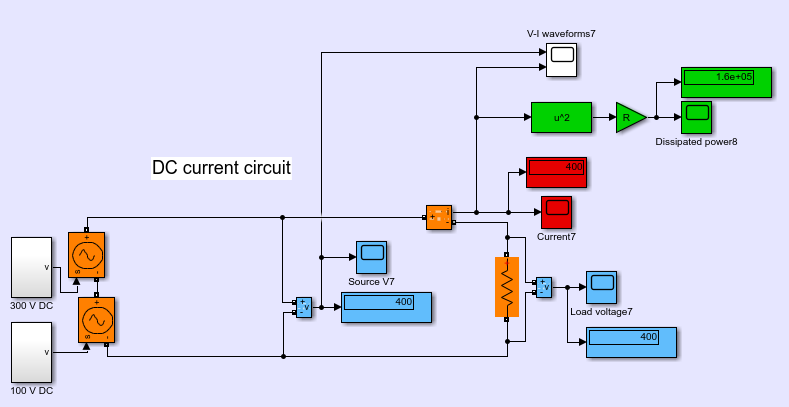 V-I waveforms7
1.6e+05
u^2
R
Dissipated power8
DC current circuit
400
+
i
-
Current7
+
s
-
v
300 V DC
Source V7
+
-
v
400
+
-
v
Load voltage7
+
s
-
v
100 V DC
400